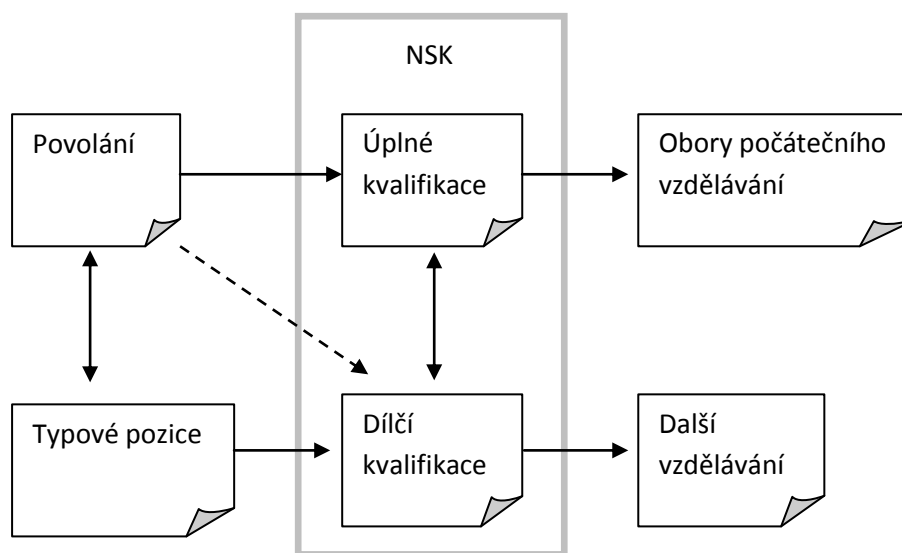 NSK
Povolání
Úplné
kvalifikace
Obory počátečního
vzdělávání
Typové pozice
Dílčí
kvalifikace
Další
vzdělávání